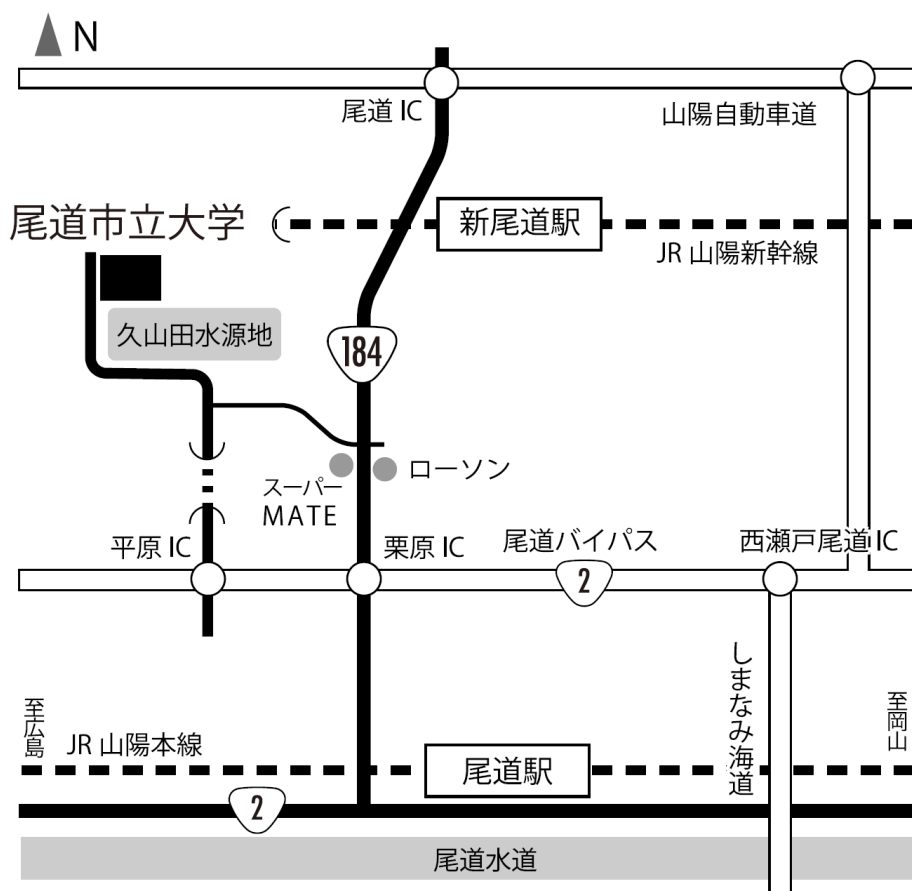 N
尾道 IC
山陽自動車道
尾道市立大学
新尾道駅
JR 山陽新幹線
久山田水源地
184
ローソン
スーパー
MATE
平原 IC
栗原 IC
尾道バイパス
西瀬戸尾道 IC
2
しまなみ海道
至広島
至岡山
JR 山陽本線
尾道駅
2
尾道水道